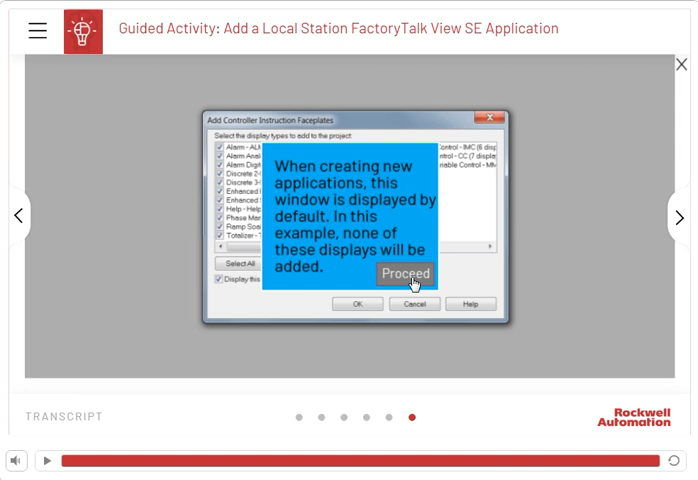 Guided Activity: Add a Local Station FactoryTalk View SE Application
Add Controller Instruction Faceplates
Select the display types to add to the project:
Alarm - ALM
Alarm Anal
Alarm Digit
Discrete 2-
Discrete 3-
Enhanced
Enhanced
Help - Help
Phase Mar
Ramp Soa
Totalizer - T
Control - IMC (6 disp
ntrol - CC (7 displa
riable Control - MM
When creating new
applications, this
window is displayed by
default. In this
example, none of
these displays will be
added.
Proceed
Select All
Display this
OK
Cancel
Help
TRANSCRIPT
Rockwell
Automation